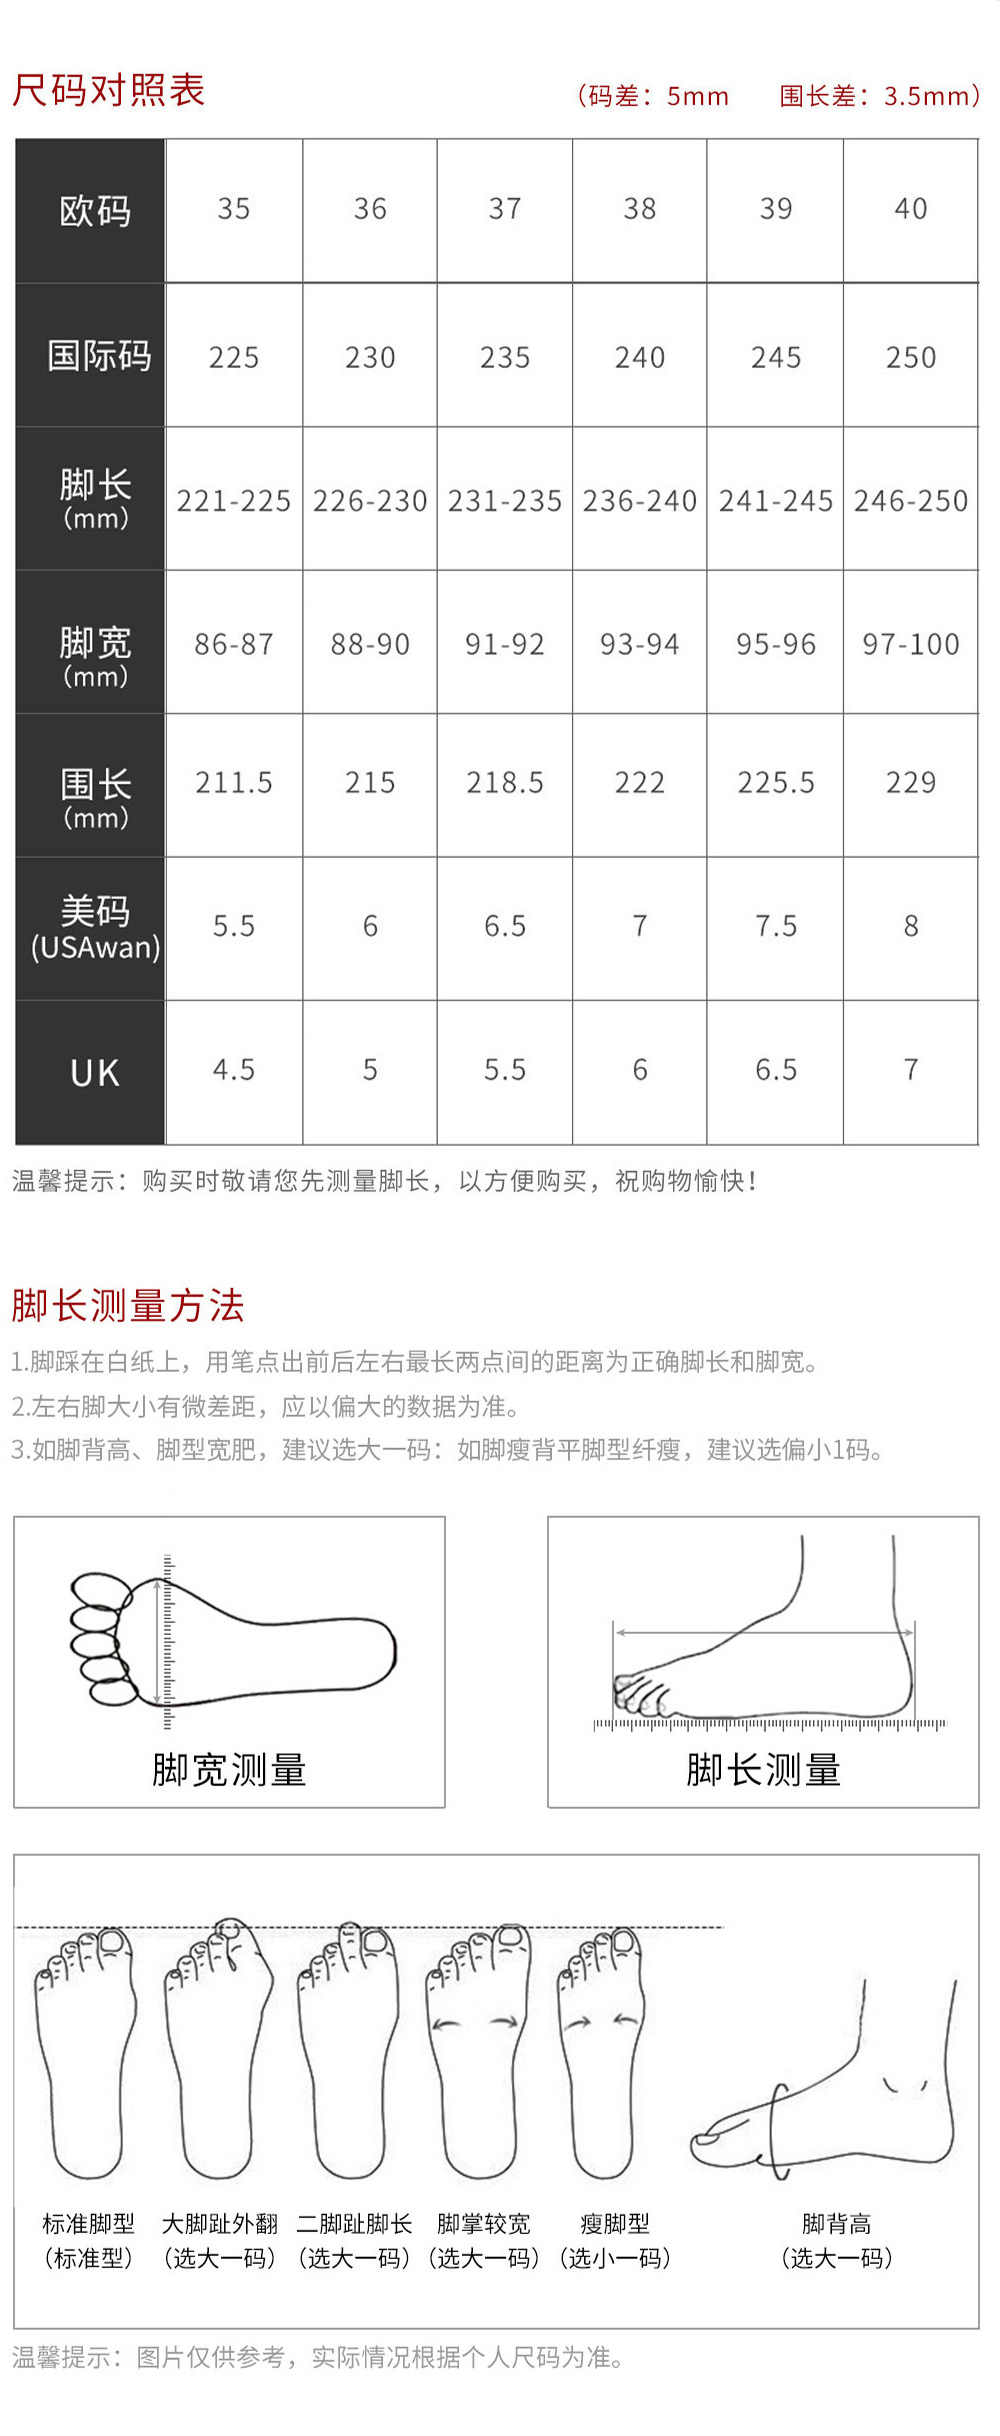 尺码对照表 （码差：5mm 围长差：3.5mm）
欧码 35 36 37 38 39 40
国际码 225 230 235 240 245 250
脚长
（mm） 221-225 226-230 231-235 236-240 241-245 246-250
脚宽
（mm） 86-87 88-90 91-92 93-94 95-96 97-100
围长
（mm） 211.5 215 218.5 222 225.5 229
美码
(USAwan) 5.5 6 6.5 7 7.5 8
UK 4.5 5 5.5 6 6.5 7
温馨提示：购买时敬请您先测量脚长，以方便购买，祝购物愉快！
脚长测量方法
1.脚踩在白纸上，用笔点出前后左右最长两点间的距离为正确脚长和脚宽。
2.左右脚大小有微差距，应以偏大的数据为准。
3.如脚背高、脚型宽肥，建议选大一码：如脚瘦背平脚型纤瘦，建议选偏小1码。
脚宽测量 脚长测量
标准脚型 大脚趾外翻 二脚趾脚长 脚掌较宽 瘦脚型 脚背高
（标准型） （选大一码） （选大一码） （选大一码） （选小一码） （选大一码）
温馨提示：图片仅供参考，实际情况根据个人尺码为准。